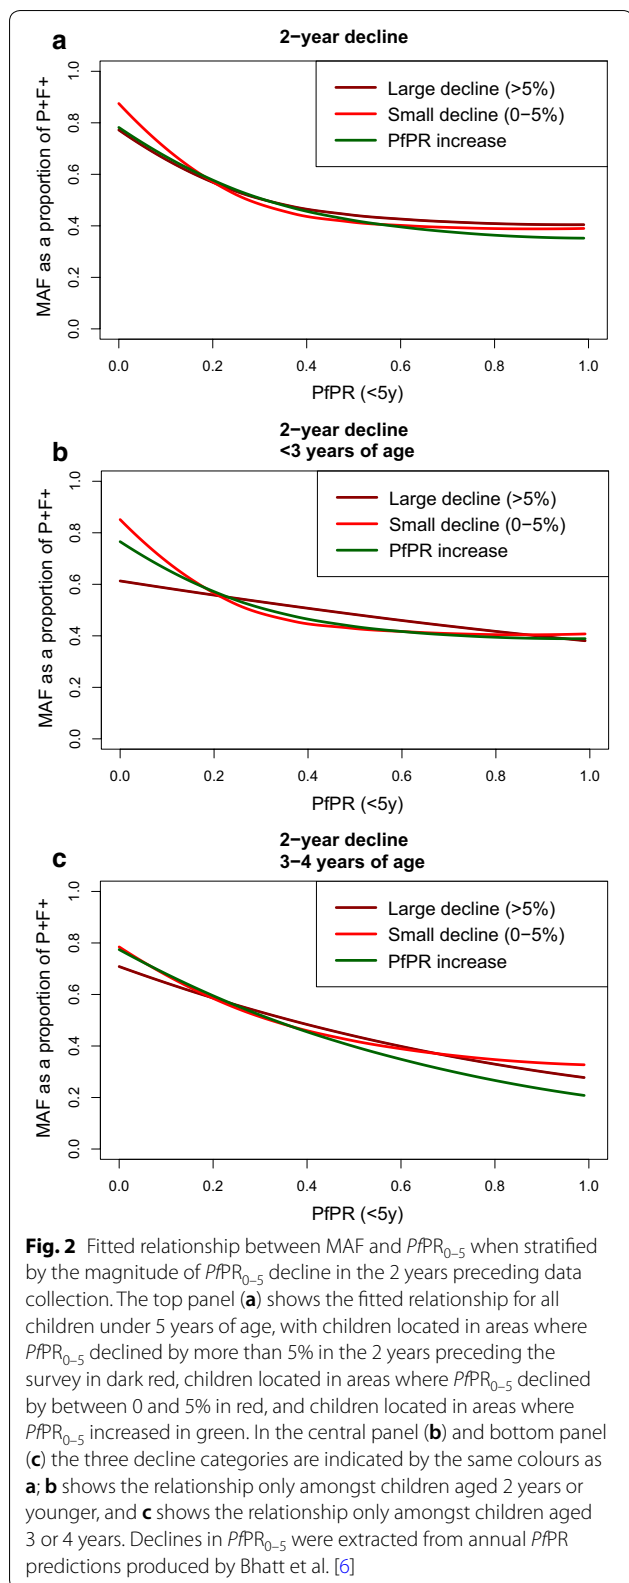 a
2−year decline
MAF as a proportion of P+F+
1.0
0.8
0.6
0.4
0.2
0.0
Large decline (>5%)
Small decline (0−5%)
PfPR increase
0.0 0.2 0.4 0.6 0.8 1.0
PfPR (<5y)
b
2−year decline
<3 years of age
MAF as a proportion of P+F+
1.0
0.8
0.6
0.4
0.2
0.0
Large decline (>5%)
Small decline (0−5%)
PfPR increase
0.0 0.2 0.4 0.6 0.8 1.0
PfPR (<5y)
c
2−year decline
3−4 years of age
MAF as a proportion of P+F+
1.0
0.8
0.6
0.4
0.2
0.0
Large decline (>5%)
Small decline (0−5%)
PfPR increase
0.0 0.2 0.4 0.6 0.8 1.0
PfPR (<5y)
Fig. 2 Fitted relationship between MAF and PfPR0–5 when stratified
by the magnitude of PfPR0–5 decline in the 2 years preceding data
collection. The top panel (a) shows the fitted relationship for all
children under 5 years of age, with children located in areas where
PfPR0–5 declined by more than 5% in the 2 years preceding the
survey in dark red, children located in areas where PfPR0–5 declined
by between 0 and 5% in red, and children located in areas where
PfPR0–5 increased in green. In the central panel (b) and bottom panel
(c) the three decline categories are indicated by the same colours as
a; b shows the relationship only amongst children aged 2 years or
younger, and c shows the relationship only amongst children aged
3 or 4 years. Declines in PfPR0–5 were extracted from annual PfPR
predictions produced by Bhatt et al. [6]